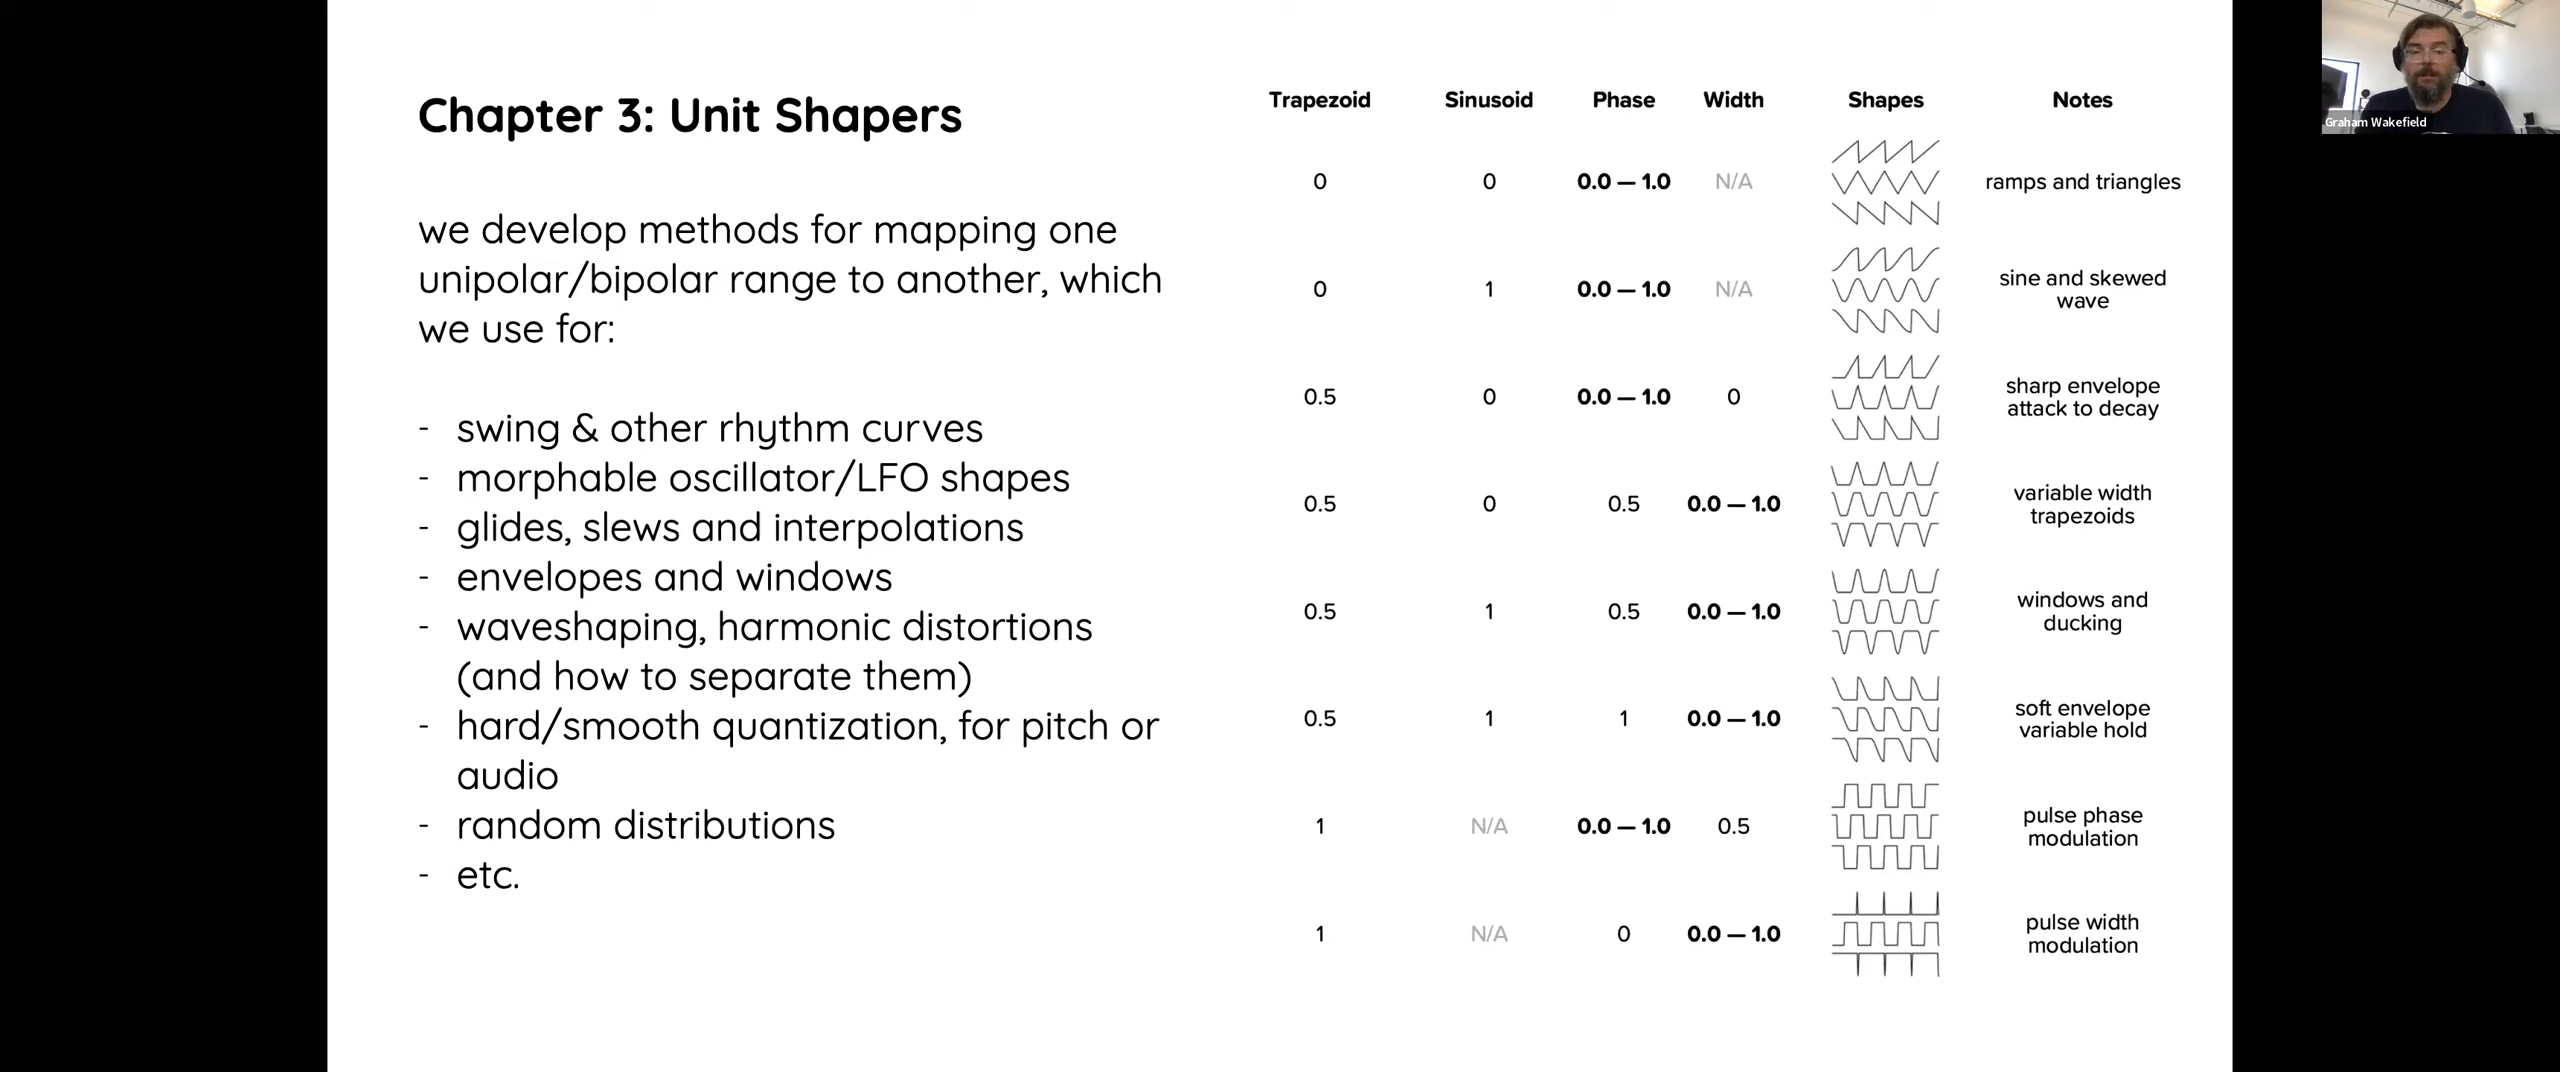 Chapter 3: Unit Shapers
we develop methods for mapping one
unipolar/bipolar range to another, which
we use for:
- swing & other rhythm curves
- morphable oscillator/LFO shapes
- glides, slews and interpolations
- envelopes and windows
- waveshaping, harmonic distortions
(and how to separate them)
- hard/smooth quantization, for pitch or
audio
- random distributions
- etc.
Trapezoid Sinusoid Phase Width Shapes Notes
0 0 0.0 — 1.0 N/A ramps and triangles
0 1 0.0 — 1.0 N/A sine and skewed
wave
0.5 0 0.0 — 1.0 0 sharp envelope
attack to decay
0.5 0 0.5 0.0 — 1.0 variable width
trapezoids
0.5 1 0.5 0.0 — 1.0 windows and
ducking
0.5 1 1 0.0 — 1.0 soft envelope
variable hold
1 N/A 0.0 — 1.0 0.5 pulse phase
modulation
1 N/A 0 0.0 — 1.0 pulse width
modulation
Graham Wakefield